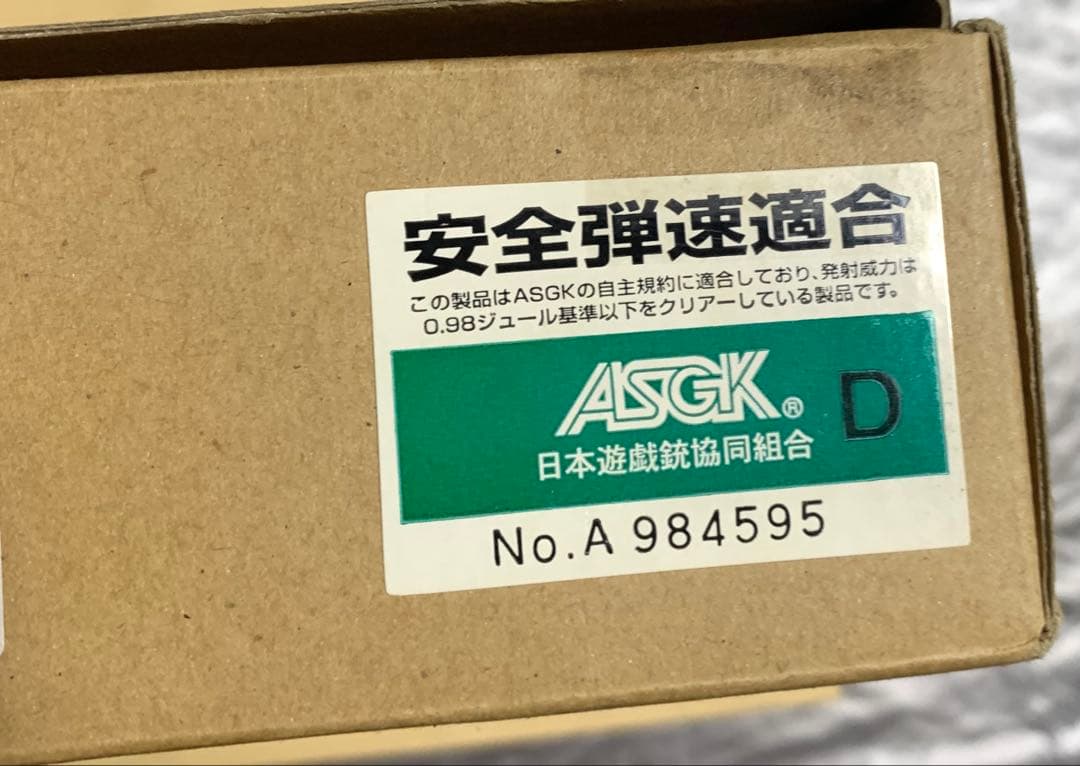 安全弾速適合
この製品はASGKの自主規約に適合しており、発射威力は
0.98ジュール基準以下をクリアーしている製品です。
ASGK® D
日本遊戯銃協同組合
No.A 984595